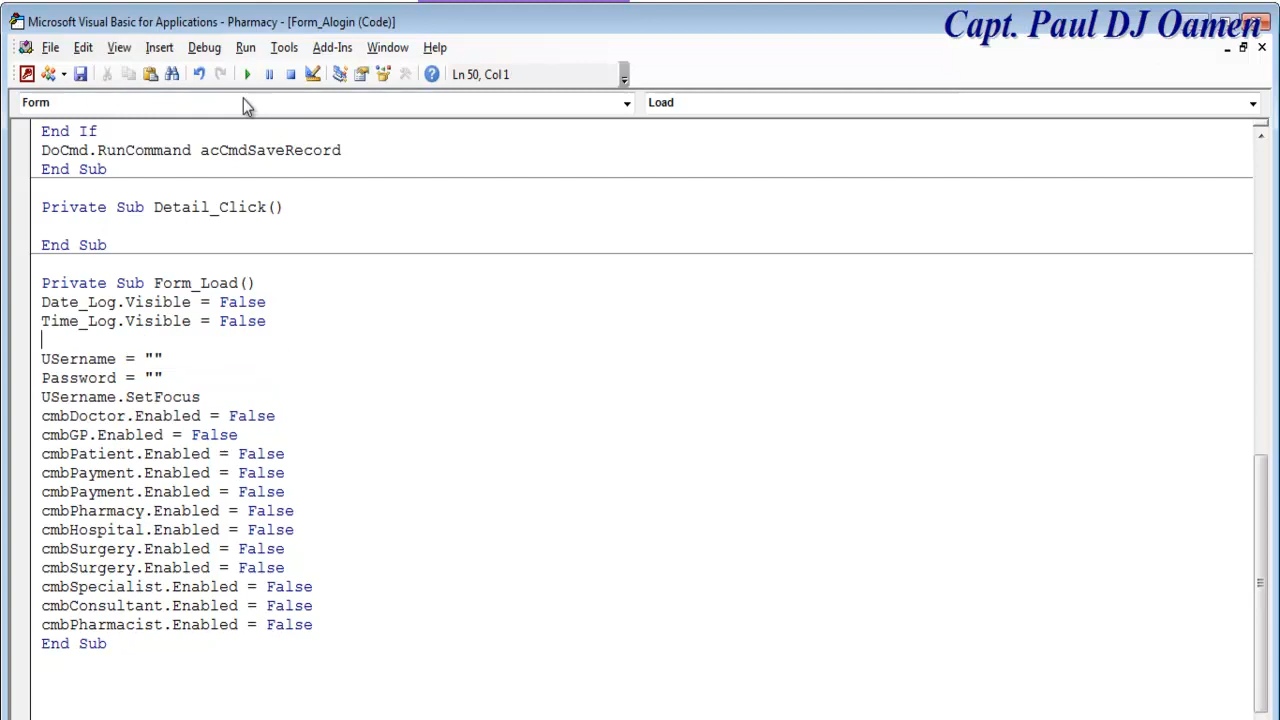 Microsoft Visual Basic for Applications - Pharmacy - [Form_Alogin (Code)]
Capt. Paul DJ Oamen
File Edit View Insert Debug Run Tools Add-Ins Window Help
Ln 50, Col 1
Form Load
End If
DoCmd.RunCommand acCmdSaveRecord
End Sub
Private Sub Detail_Click()
End Sub
Private Sub Form_Load()
Date_Log.Visible = False
Time_Log.Visible = False
USername = ""
Password = ""
USername.SetFocus
cmbDoctor.Enabled = False
cmbGP.Enabled = False
cmbPatient.Enabled = False
cmbPayment.Enabled = False
cmbPayment.Enabled = False
cmbPharmacy.Enabled = False
cmbHospital.Enabled = False
cmbSurgery.Enabled = False
cmbSurgery.Enabled = False
cmbSpecialist.Enabled = False
cmbConsultant.Enabled = False
cmbPharmacist.Enabled = False
End Sub